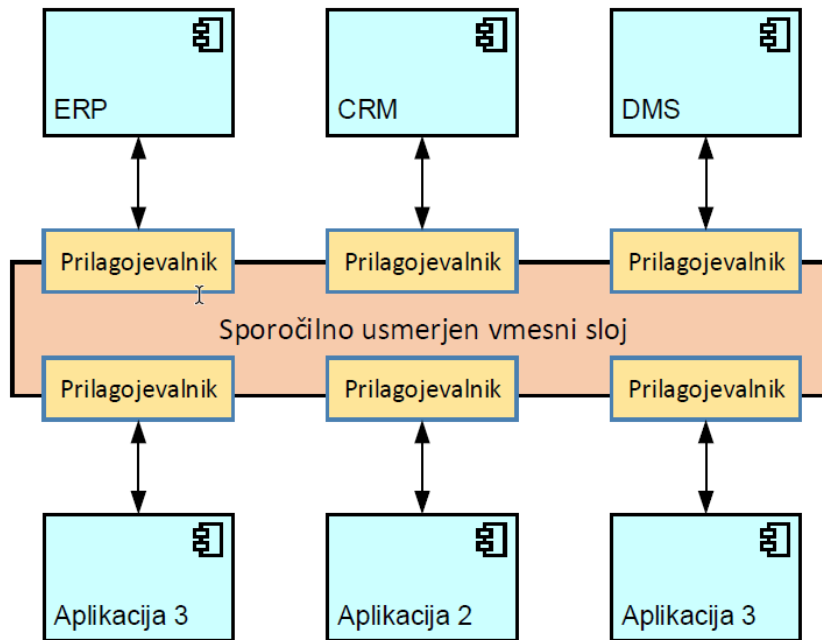 ERP
CRM
DMS
Prilagojevalnik
Prilagojevalnik
Prilagojevalnik
Sporočilno usmerjen vmesni sloj
Prilagojevalnik
Prilagojevalnik
Prilagojevalnik
Aplikacija 3
Aplikacija 2
Aplikacija 3